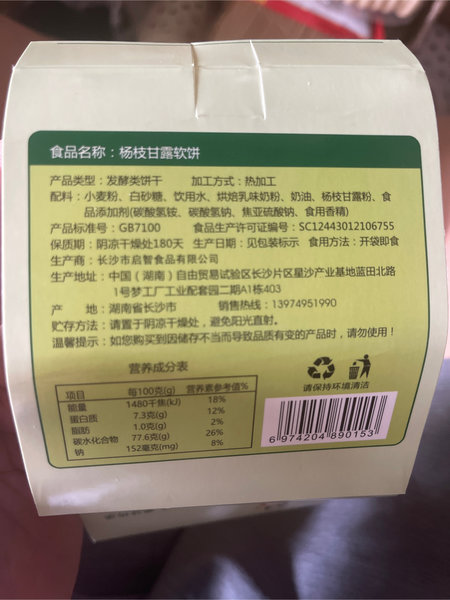 食品名称：杨枝甘露软饼
产品类型：发酵类饼干 加工方式：热加工
配料：小麦粉、白砂糖、饮用水、烘焙乳味奶粉、奶油、杨枝甘露粉、食
品添加剂(碳酸氢铵、碳酸氢钠、焦亚硫酸钠、食用香精)
产品标准号：GB7100 食品生产许可证编号：SC12443012106755
保质期：阴凉干燥处180天 生产日期：见包装标示 食用方法：开袋即食
生产商：长沙市启智食品有限公司
生产地址：中国（湖南）自由贸易试验区长沙片区星沙产业基地蓝田北路
1号梦工厂工业配套园二期A1栋403
产 地：湖南省长沙市 销售热线：13974951990
贮存方法：请置于阴凉干燥处，避免阳光直射。
温馨提示：如您购买到因储存不当而导致品质有变的产品时，请勿使用！
营养成分表
项目 每100克(g) 营养素参考值%
能量 1480千焦(kJ) 18%
蛋白质 7.3克(g) 12%
脂肪 1.0克(g) 2%
碳水化合物 77.6克(g) 26%
钠 152毫克(mg) 8%
请保持环境清洁
6 974204 890153